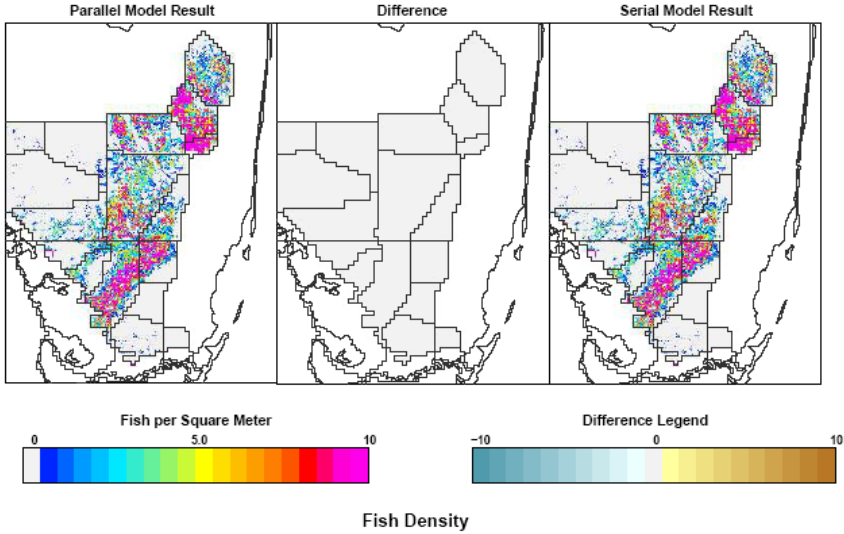 Parallel Model Result
Difference
Serial Model Result
Fish per Square Meter
0 5.0 10
Difference Legend
−10 0 10
Fish Density